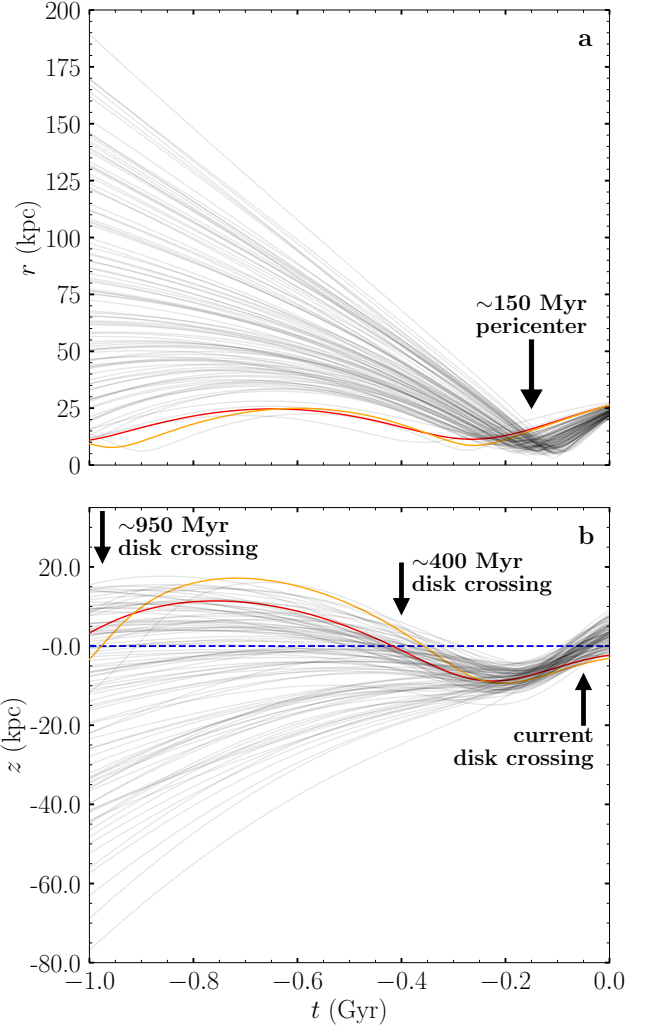 200
a
175
150
125
100
75
50
25
0
r (kpc)
~150 Myr
pericenter
b
~950 Myr
disk crossing
~400 Myr
disk crossing
20.0
-0.0
-20.0
-40.0
-60.0
-80.0
z (kpc)
current
disk crossing
−1.0 −0.8 −0.6 −0.4 −0.2 0.0
t (Gyr)